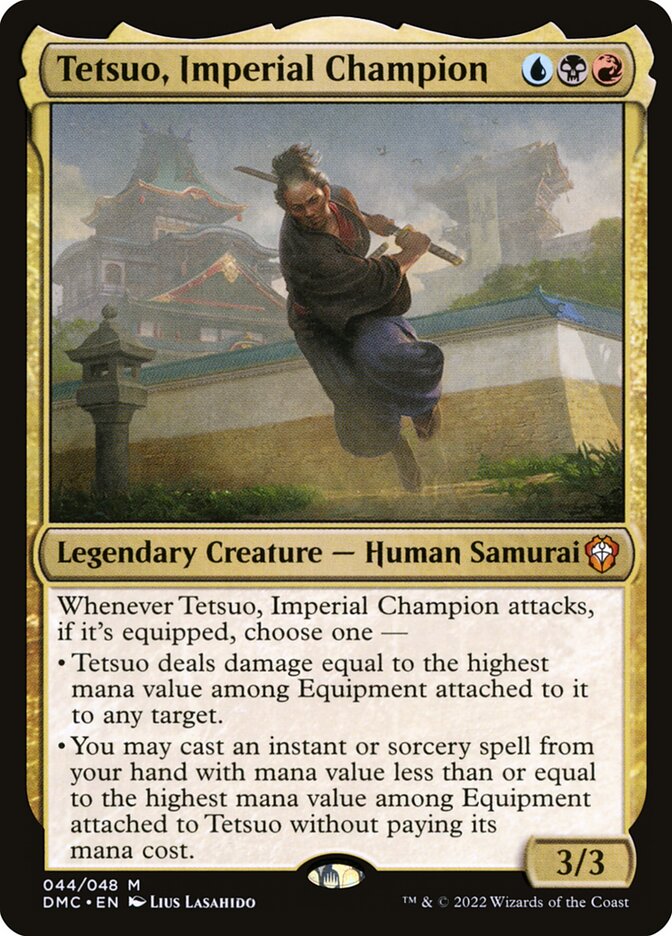 Tetsuo, Imperial Champion
Legendary Creature — Human Samurai
Whenever Tetsuo, Imperial Champion attacks,
if it's equipped, choose one —
• Tetsuo deals damage equal to the highest
mana value among Equipment attached to it
to any target.
• You may cast an instant or sorcery spell from
your hand with mana value less than or equal
to the highest mana value among Equipment
attached to Tetsuo without paying its
mana cost.
3/3
044/048 M
DMC • EN Lius Lasahido
™ & © 2022 Wizards of the Coast